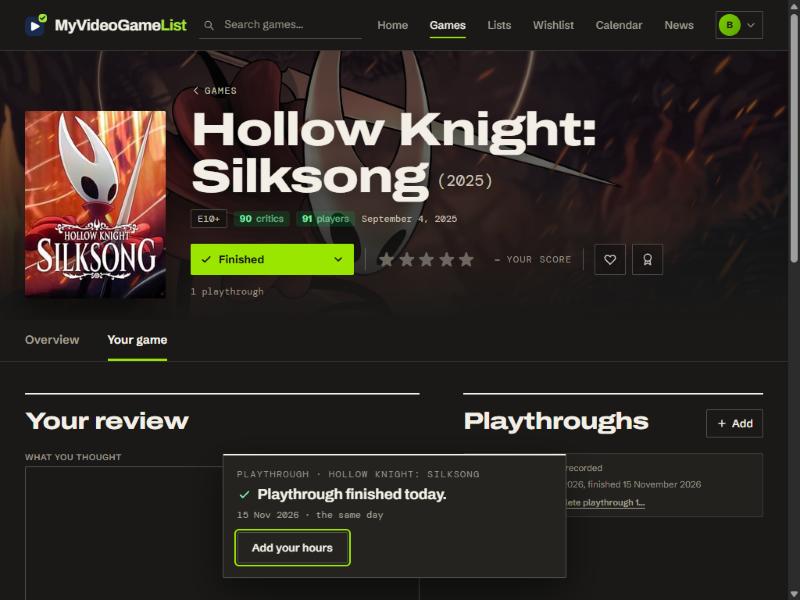 MyVideoGameList
Search games...
Home
Games
Lists
Wishlist
Calendar
News
B
GAMES
Hollow Knight:
Silksong (2025)
E10+
90 critics
91 players
September 4, 2025
HOLLOW KNIGHT
SILKSONG
Finished
– YOUR SCORE
1 playthrough
Overview
Your game
Your review
Playthroughs
+ Add
WHAT YOU THOUGHT
recorded
2026, finished 15 November 2026
playthrough 1...
PLAYTHROUGH · HOLLOW KNIGHT: SILKSONG
Playthrough finished today.
15 Nov 2026 · the same day
Add your hours